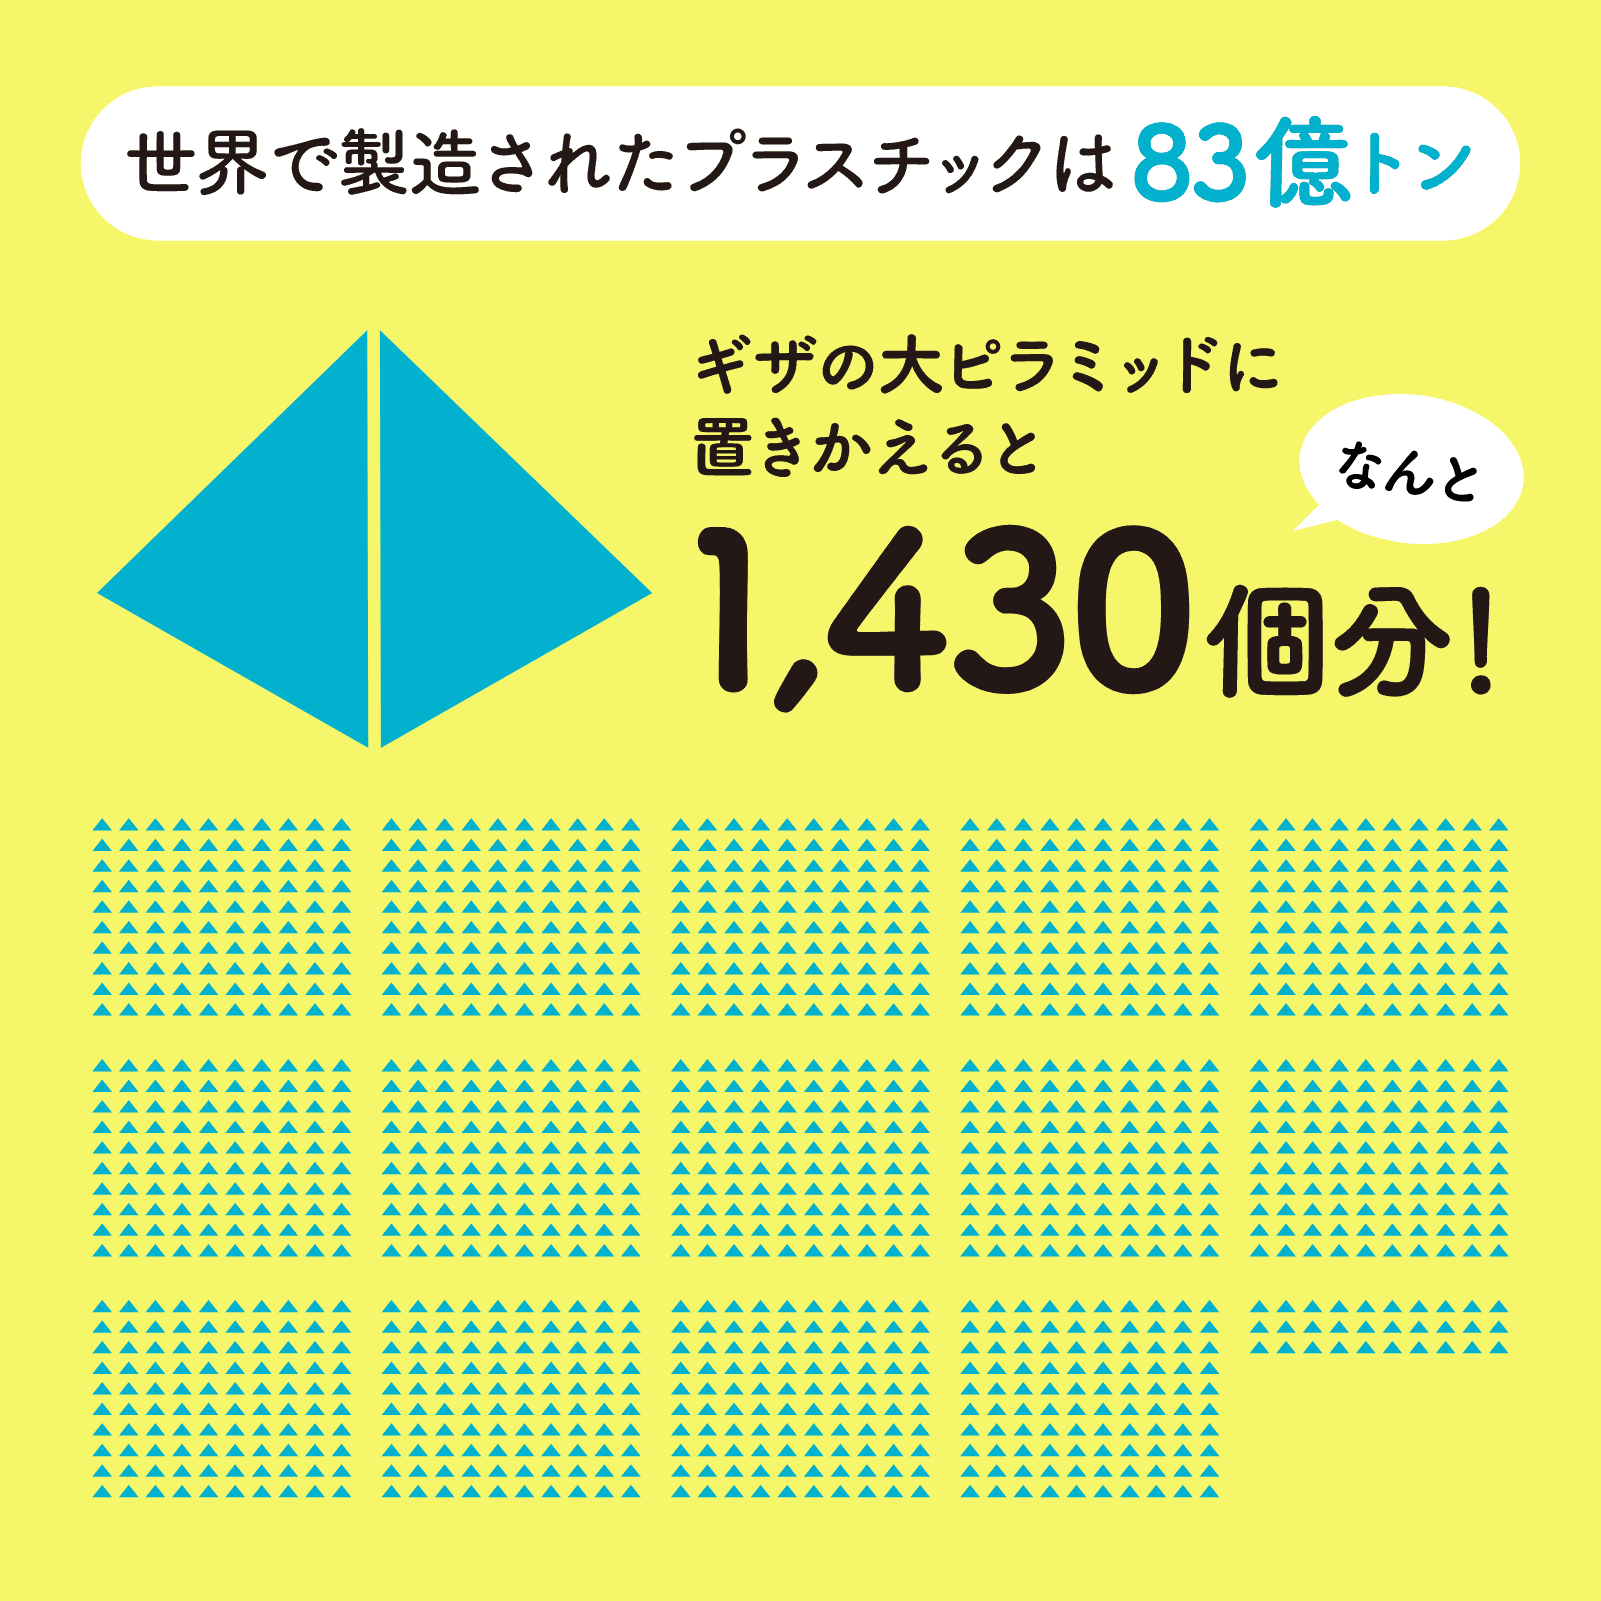 世界で製造されたプラスチックは83億トン
ギザの大ピラミッドに
置きかえると
なんと
1,430個分！